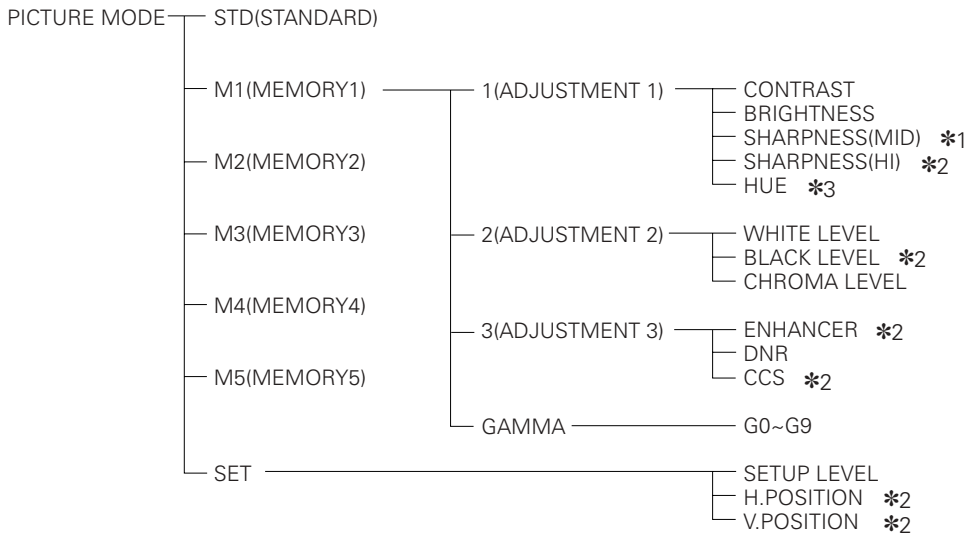 PICTURE MODE STD(STANDARD)
M1(MEMORY1) 1(ADJUSTMENT 1) CONTRAST
BRIGHTNESS
SHARPNESS(MID) ✻1
SHARPNESS(HI) ✻2
HUE ✻3
M2(MEMORY2)
M3(MEMORY3) 2(ADJUSTMENT 2) WHITE LEVEL
BLACK LEVEL ✻2
CHROMA LEVEL
M4(MEMORY4)
3(ADJUSTMENT 3) ENHANCER ✻2
DNR
M5(MEMORY5) CCS ✻2
GAMMA G0~G9
SET SETUP LEVEL
H.POSITION ✻2
V.POSITION ✻2